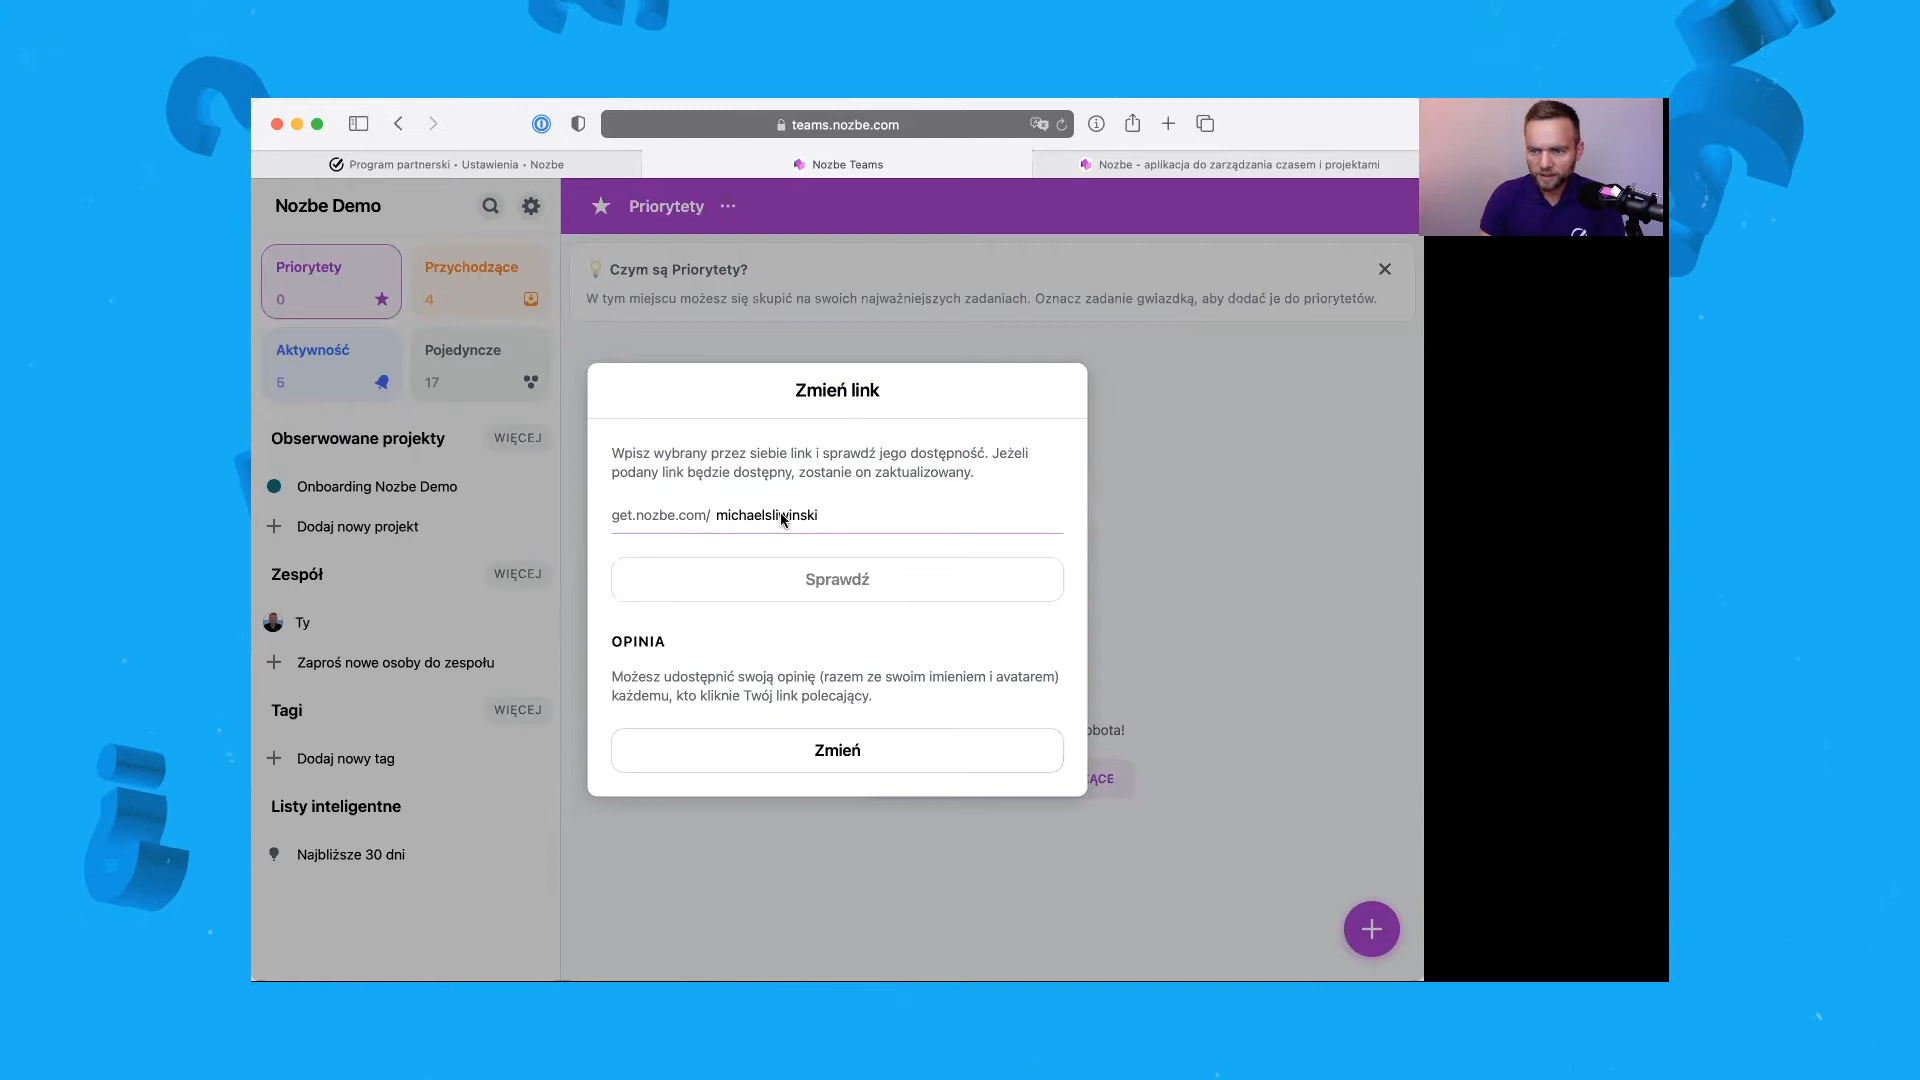 teams.nozbe.com
Program partnerski • Ustawienia • Nozbe
Nozbe Teams
Nozbe - aplikacja do zarządzania czasem i projektami
Nozbe Demo
Priorytety
Priorytety
0
Przychodzące
4
Aktywność
5
Pojedyncze
17
Obserwowane projekty
WIĘCEJ
Onboarding Nozbe Demo
Dodaj nowy projekt
Zespół
WIĘCEJ
Ty
Zaproś nowe osoby do zespołu
Tagi
WIĘCEJ
Dodaj nowy tag
Listy inteligentne
Najbliższe 30 dni
Czym są Priorytety?
W tym miejscu możesz się skupić na swoich najważniejszych zadaniach. Oznacz zadanie gwiazdką, aby dodać je do priorytetów.
Zmień link
Wpisz wybrany przez siebie link i sprawdź jego dostępność. Jeżeli
podany link będzie dostępny, zostanie on zaktualizowany.
get.nozbe.com/ michaelsliwinski
Sprawdź
OPINIA
Możesz udostępnić swoją opinię (razem ze swoim imieniem i avatarem)
każdemu, kto kliknie Twój link polecający.
Zmień
obota!
ĄCE